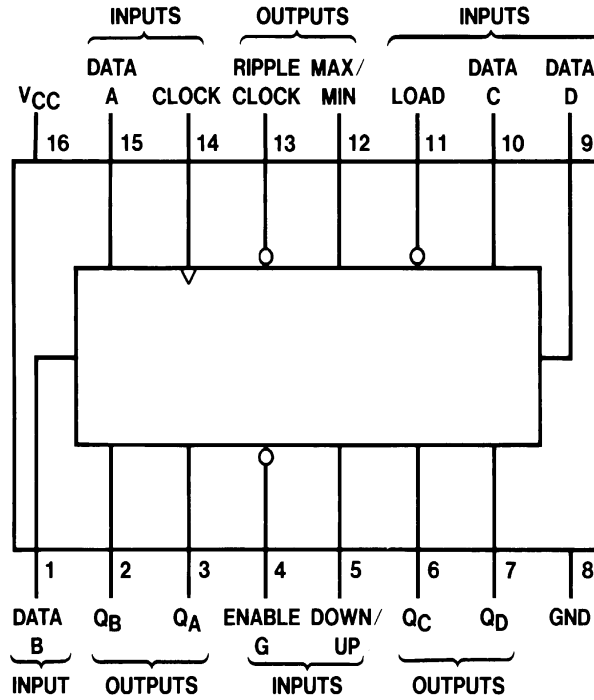 INPUTS OUTPUTS INPUTS
DATA RIPPLE MAX/ DATA DATA
VCC A CLOCK CLOCK MIN LOAD C D
16 15 14 13 12 11 10 9
1 2 3 4 5 6 7 8
DATA QB QA ENABLE DOWN/ QC QD GND
B G UP
INPUT OUTPUTS INPUTS OUTPUTS